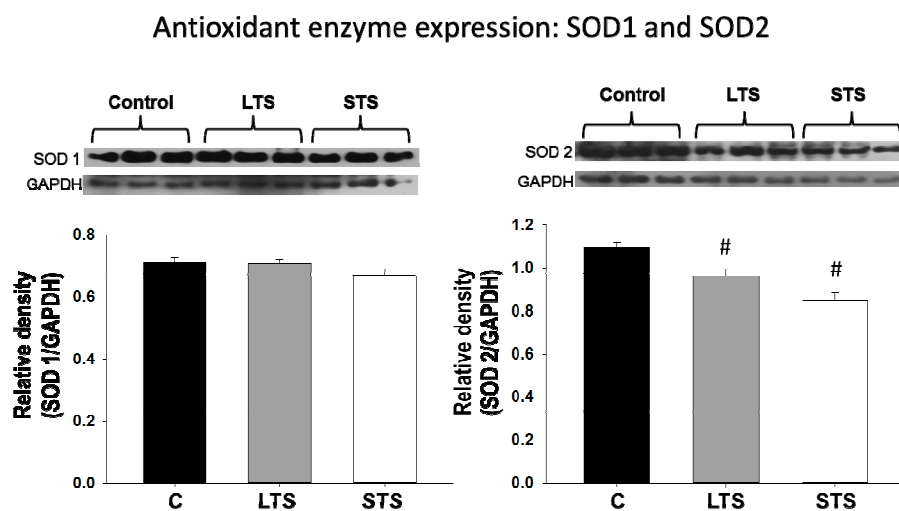 Antioxidant enzyme expression: SOD1 and SOD2
Control LTS STS
SOD 1
GAPDH
0.8
0.6
0.4
0.2
0.0
Relative density
(SOD 1/GAPDH)
C LTS STS
Control LTS STS
SOD 2
GAPDH
1.2
1.0
0.8
0.6
0.4
0.2
0.0
Relative density
(SOD 2/GAPDH)
#
#
C LTS STS